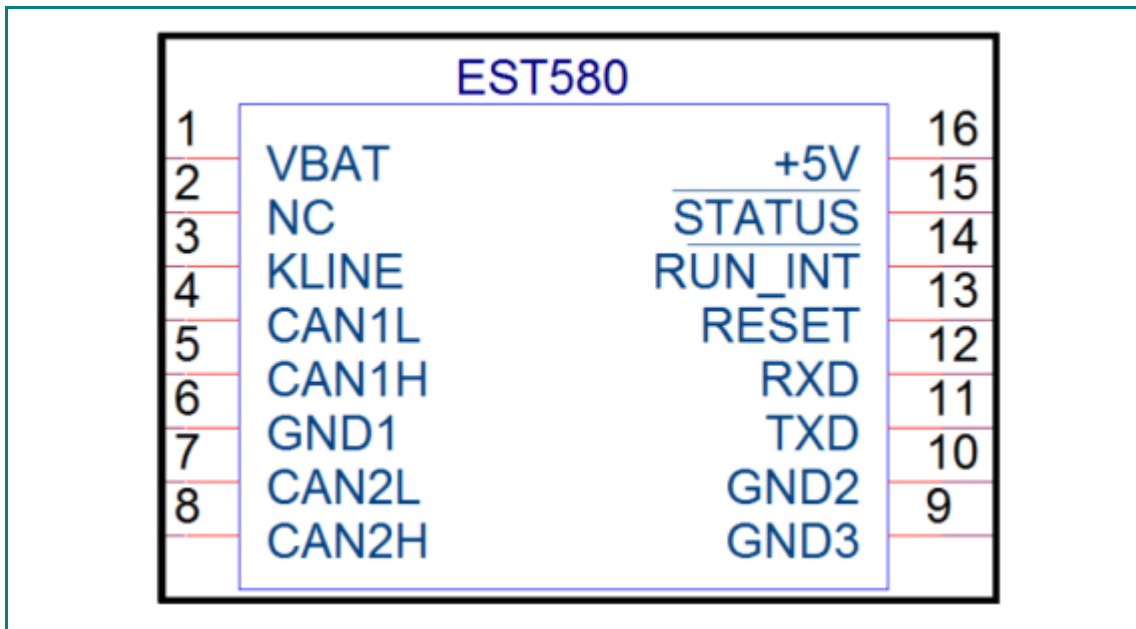 EST580
1 VBAT +5V 16
2 NC STATUS 15
3 KLINE RUN_INT 14
4 CAN1L RESET 13
5 CAN1H RXD 12
6 GND1 TXD 11
7 CAN2L GND2 10
8 CAN2H GND3 9